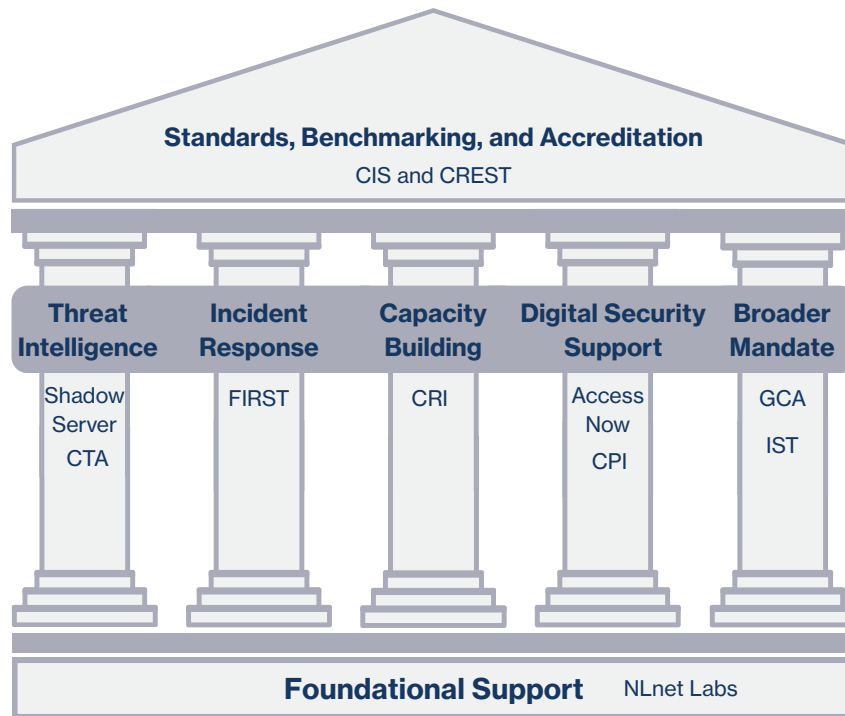 Standards, Benchmarking, and Accreditation
CIS and CREST
Threat
Intelligence
Incident
Response
Capacity
Building
Digital Security
Support
Broader
Mandate
Shadow
Server
CTA
FIRST
CRI
Access
Now
CPI
GCA
IST
Foundational Support NLnet Labs